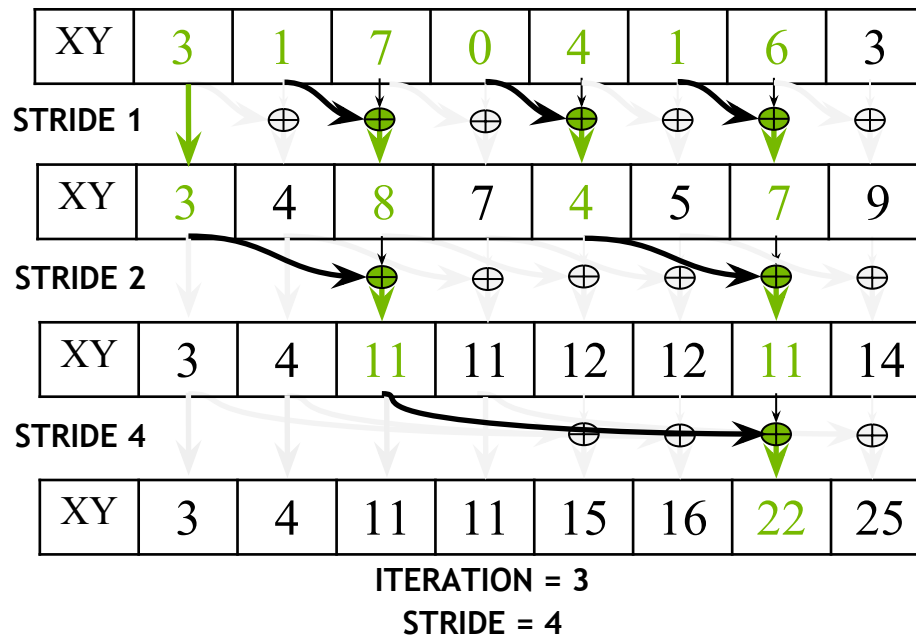 XY 3 1 7 0 4 1 6 3
STRIDE 1
XY 3 4 8 7 4 5 7 9
STRIDE 2
XY 3 4 11 11 12 12 11 14
STRIDE 4
XY 3 4 11 11 15 16 22 25
ITERATION = 3
STRIDE = 4